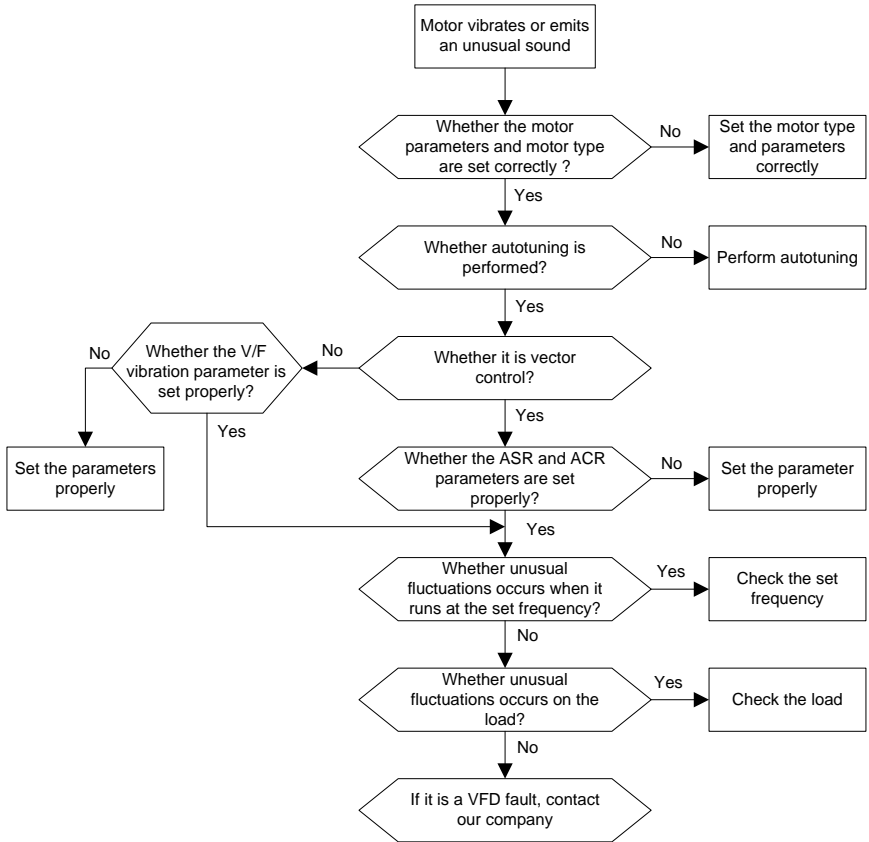 Motor vibrates or emits
an unusual sound
Whether the motor
parameters and motor type
are set correctly ?
No
Set the motor type
and parameters
correctly
Yes
Whether autotuning is
performed?
No
Perform autotuning
Yes
Whether it is vector
control?
No
Whether the V/F
vibration parameter is
set properly?
No
Set the parameters
properly
Yes
Yes
Whether the ASR and ACR
parameters are set
properly?
No
Set the parameter
properly
Yes
Whether unusual
fluctuations occurs when it
runs at the set frequency?
Yes
Check the set
frequency
No
Whether unusual
fluctuations occurs on the
load?
Yes
Check the load
No
If it is a VFD fault, contact
our company